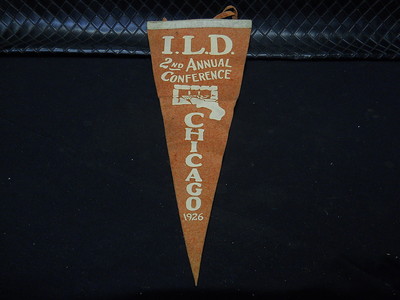 I.L.D.
2ND ANNUAL
CONFERENCE
CHICAGO
1926